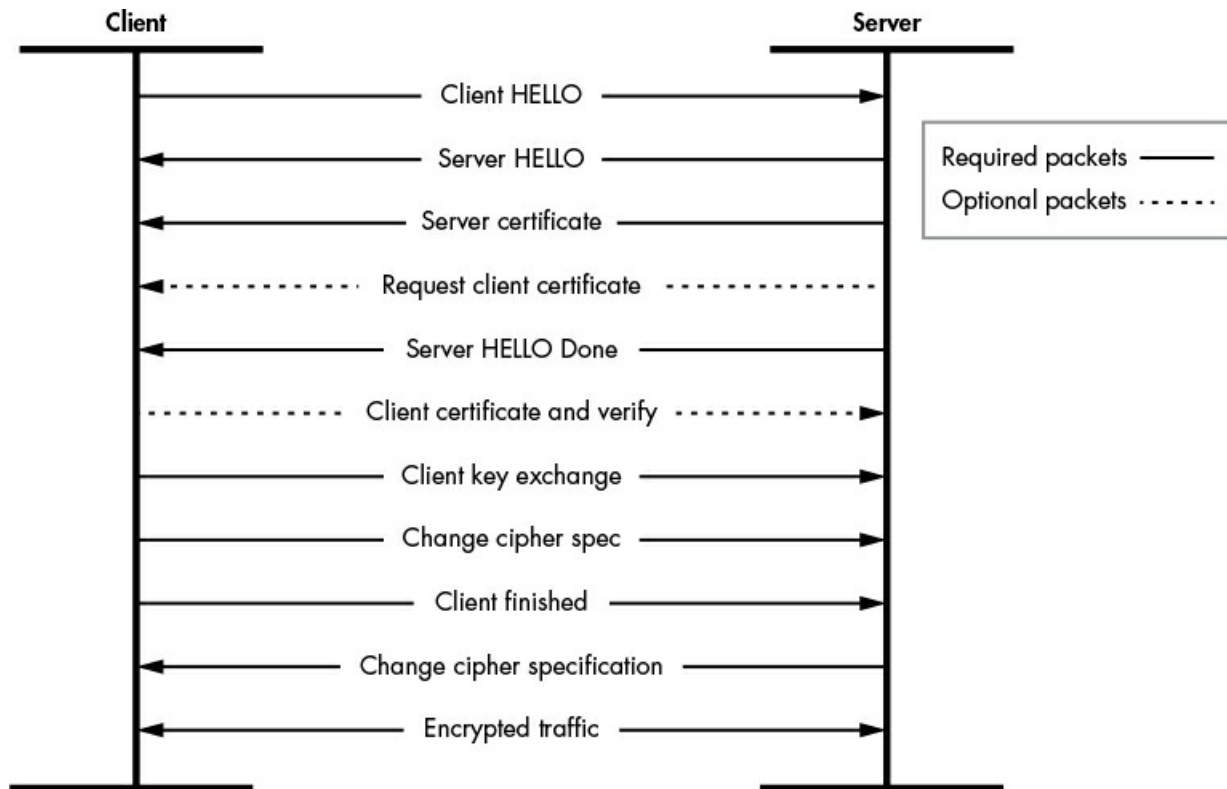 Client
Server
Client HELLO
Server HELLO
Required packets
Optional packets
Server certificate
Request client certificate
Server HELLO Done
Client certificate and verify
Client key exchange
Change cipher spec
Client finished
Change cipher specification
Encrypted traffic